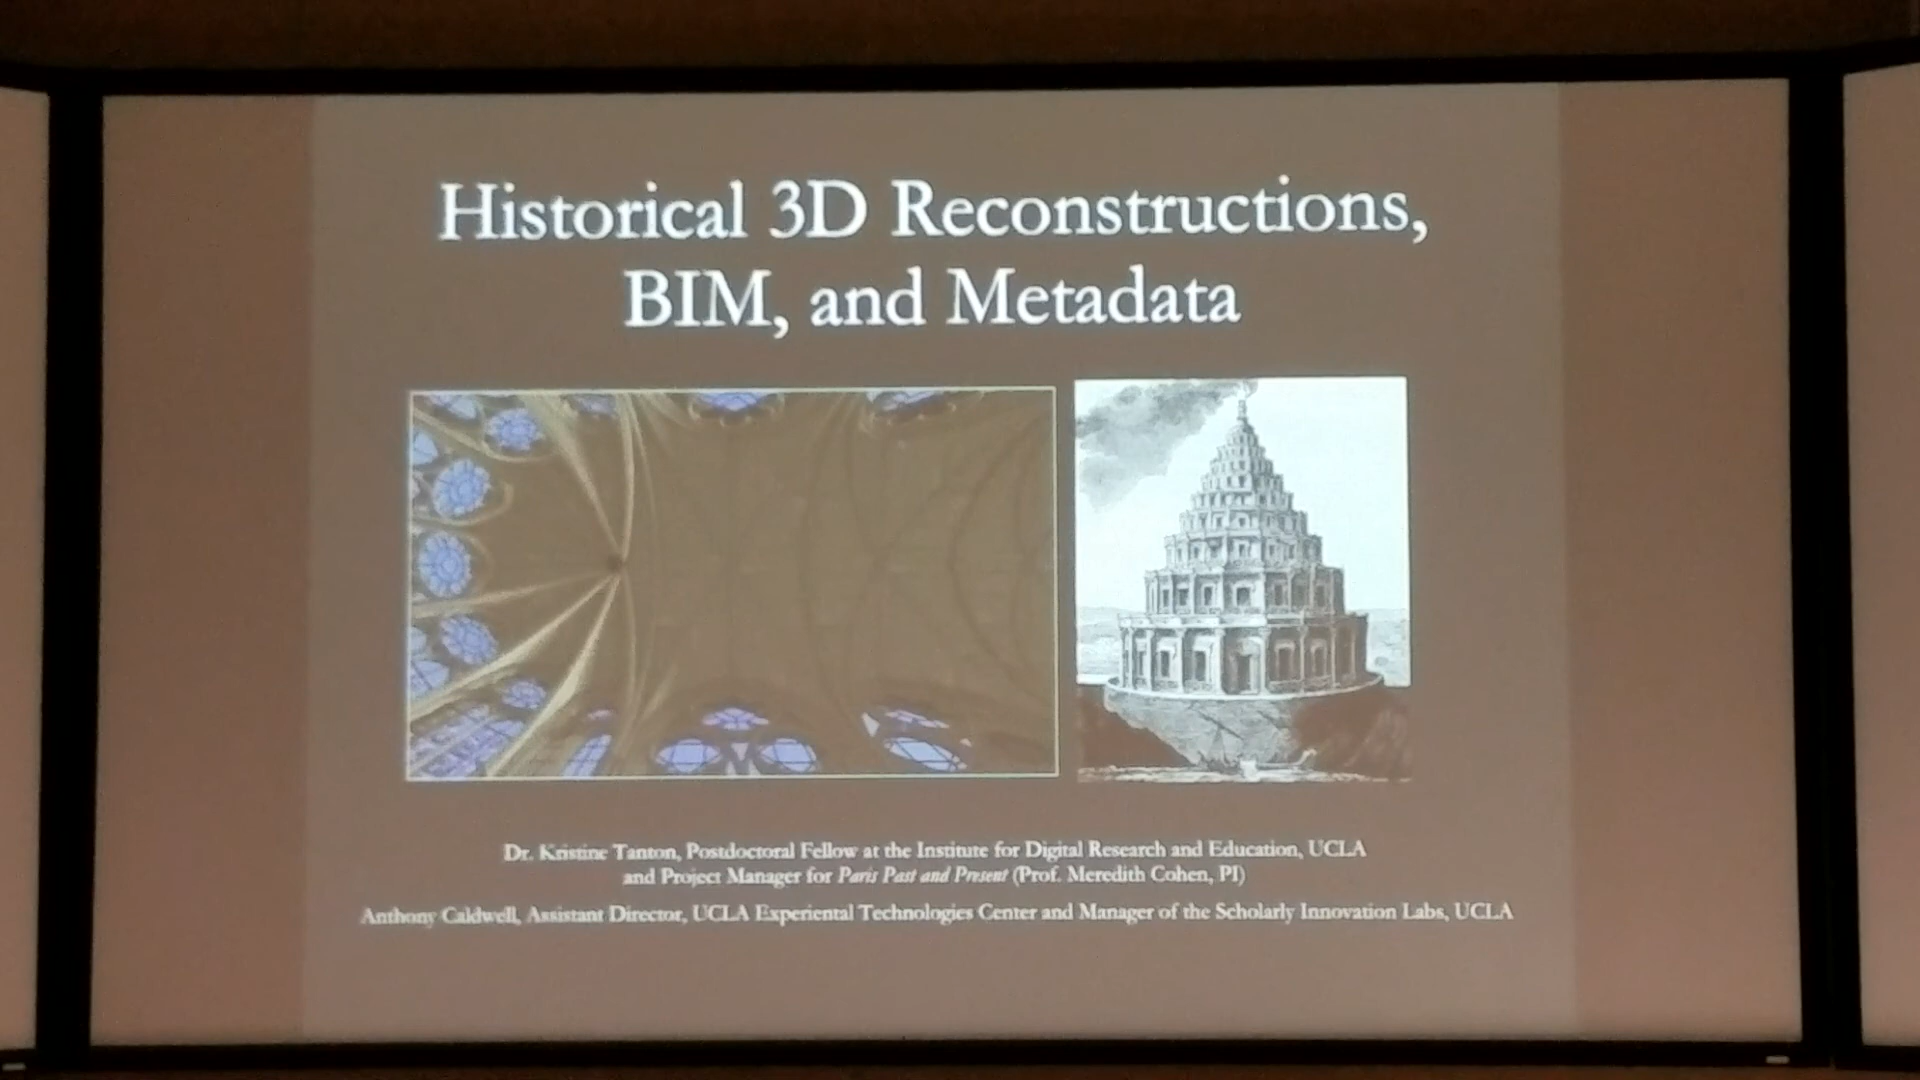 Historical 3D Reconstructions,
BIM, and Metadata
Dr. Kristine Tanton, Postdoctoral Fellow at the Institute for Digital Research and Education, UCLA
and Project Manager for Paris Past and Present (Prof. Meredith Cohen, PI)
Anthony Caldwell, Assistant Director, UCLA Experiental Technologies Center and Manager of the Scholarly Innovation Labs, UCLA